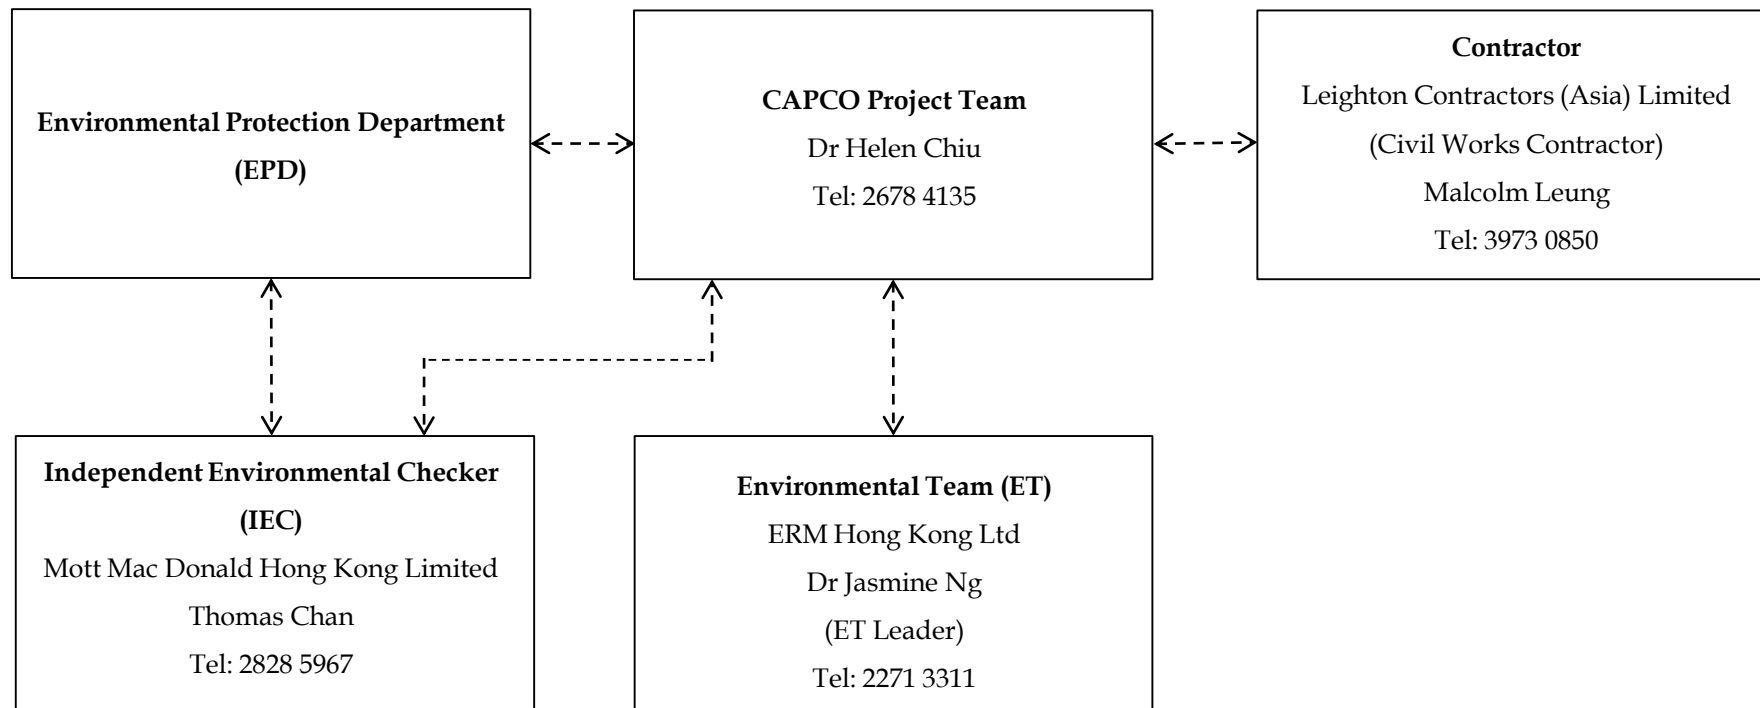 Environmental Protection Department
(EPD)
CAPCO Project Team
Dr Helen Chiu
Tel: 2678 4135
Contractor
Leighton Contractors (Asia) Limited
(Civil Works Contractor)
Malcolm Leung
Tel: 3973 0850
Independent Environmental Checker
(IEC)
Mott Mac Donald Hong Kong Limited
Thomas Chan
Tel: 2828 5967
Environmental Team (ET)
ERM Hong Kong Ltd
Dr Jasmine Ng
(ET Leader)
Tel: 2271 3311